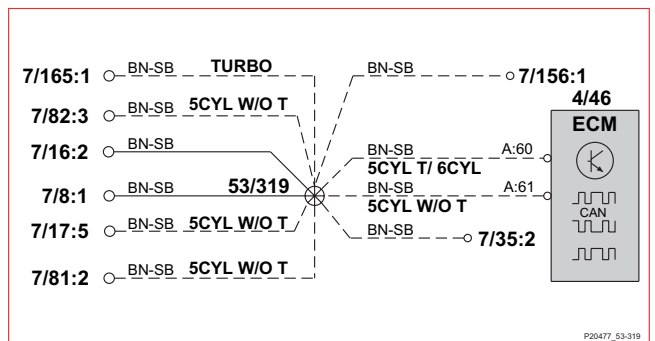 7/165:1 BN-SB TURBO BN-SB 7/156:1
7/82:3 BN-SB 5CYL W/O T 4/46
ECM
7/16:2 BN-SB BN-SB A:60
5CYL T/ 6CYL
7/8:1 BN-SB 53/319 BN-SB A:61
5CYL W/O T CAN
7/17:5 BN-SB 5CYL W/O T BN-SB 7/35:2
7/81:2 BN-SB 5CYL W/O T
P20477_53-319